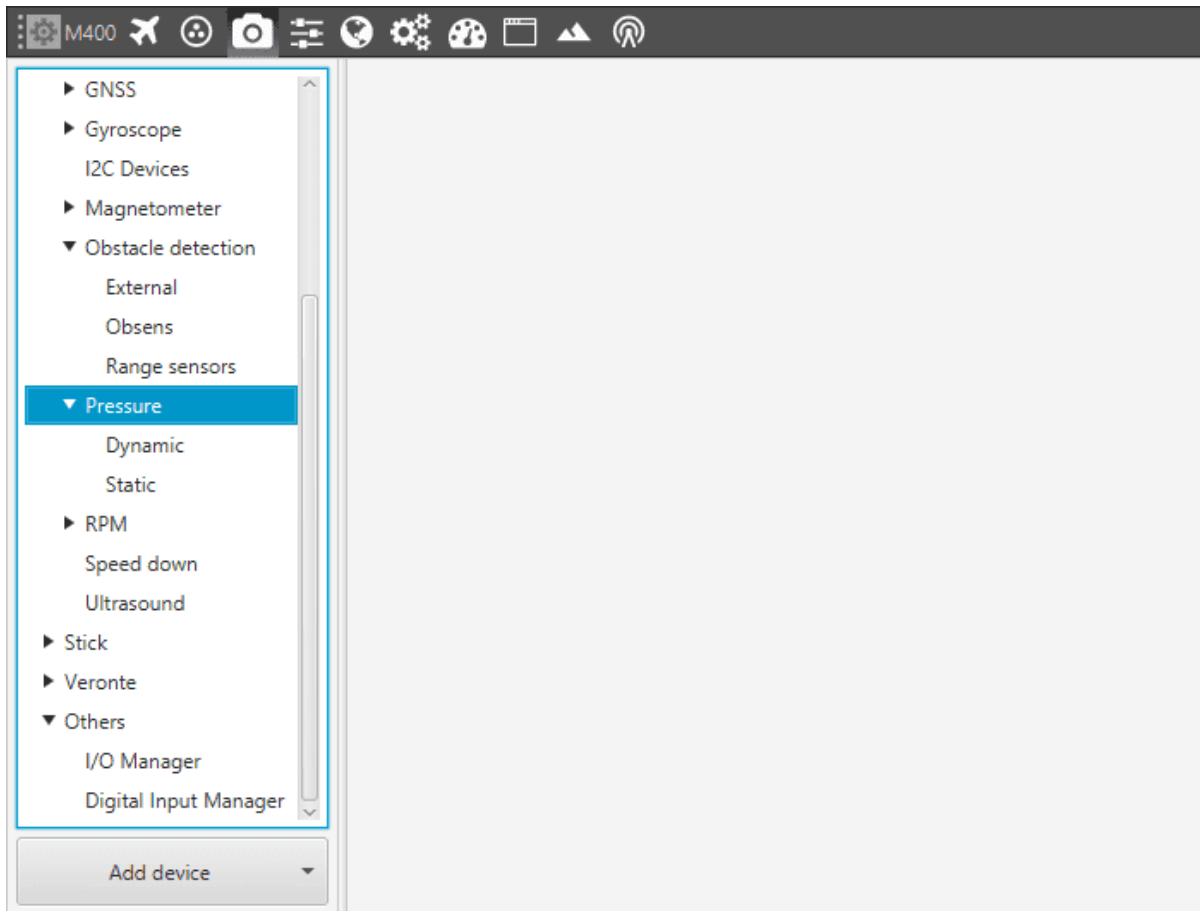 M400
GNSS
Gyroscope
I2C Devices
Magnetometer
Obstacle detection
External
Obsens
Range sensors
Pressure
Dynamic
Static
RPM
Speed down
Ultrasound
Stick
Veronte
Others
I/O Manager
Digital Input Manager
Add device